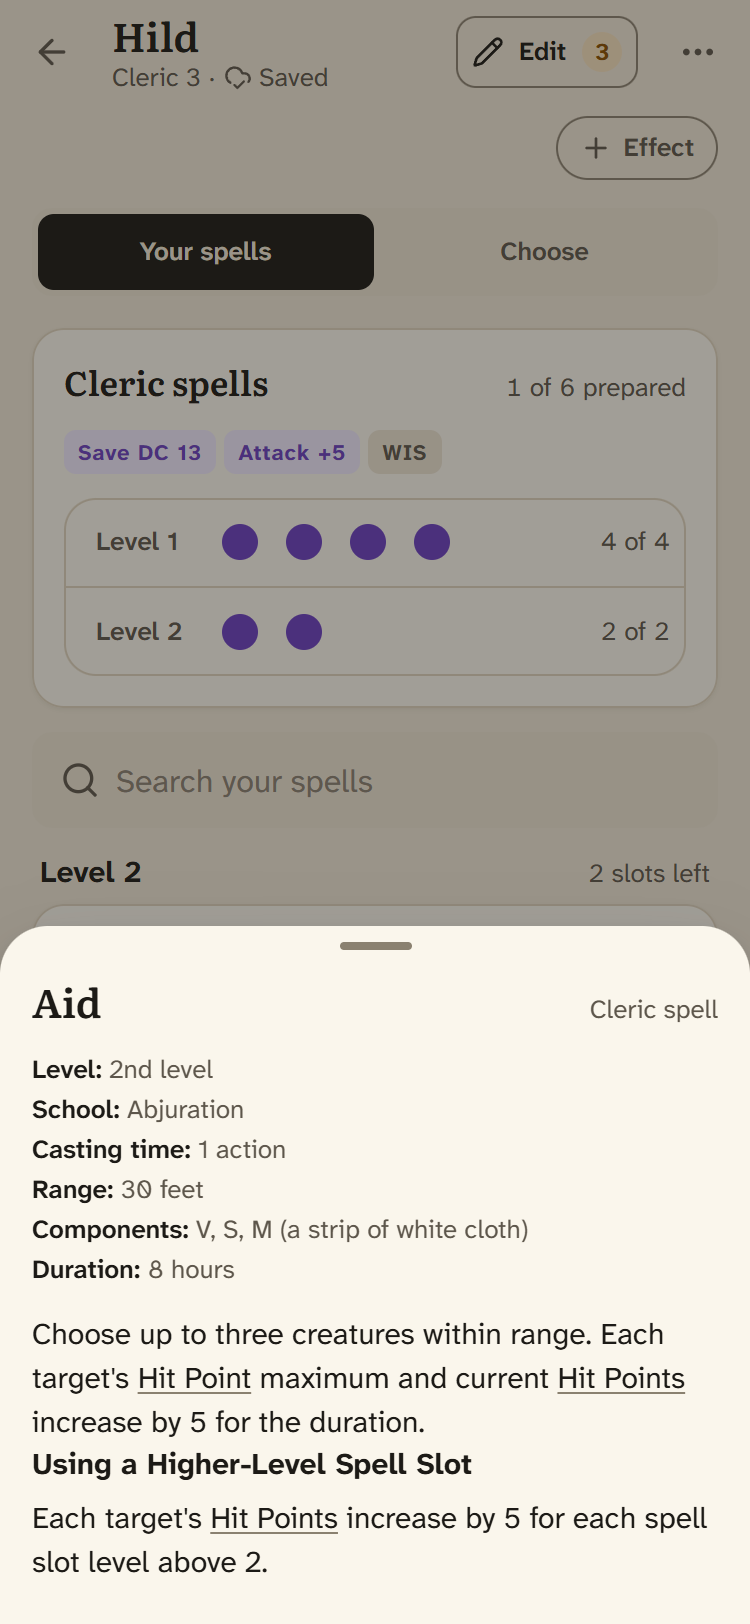 Hild
Cleric 3 · Saved
Edit 3
Effect
Your spells
Choose
Cleric spells
1 of 6 prepared
Save DC 13
Attack +5
WIS
Level 1
4 of 4
Level 2
2 of 2
Search your spells
Level 2
2 slots left
Aid
Cleric spell
Level: 2nd level
School: Abjuration
Casting time: 1 action
Range: 30 feet
Components: V, S, M (a strip of white cloth)
Duration: 8 hours
Choose up to three creatures within range. Each
target's Hit Point maximum and current Hit Points
increase by 5 for the duration.
Using a Higher-Level Spell Slot
Each target's Hit Points increase by 5 for each spell
slot level above 2.